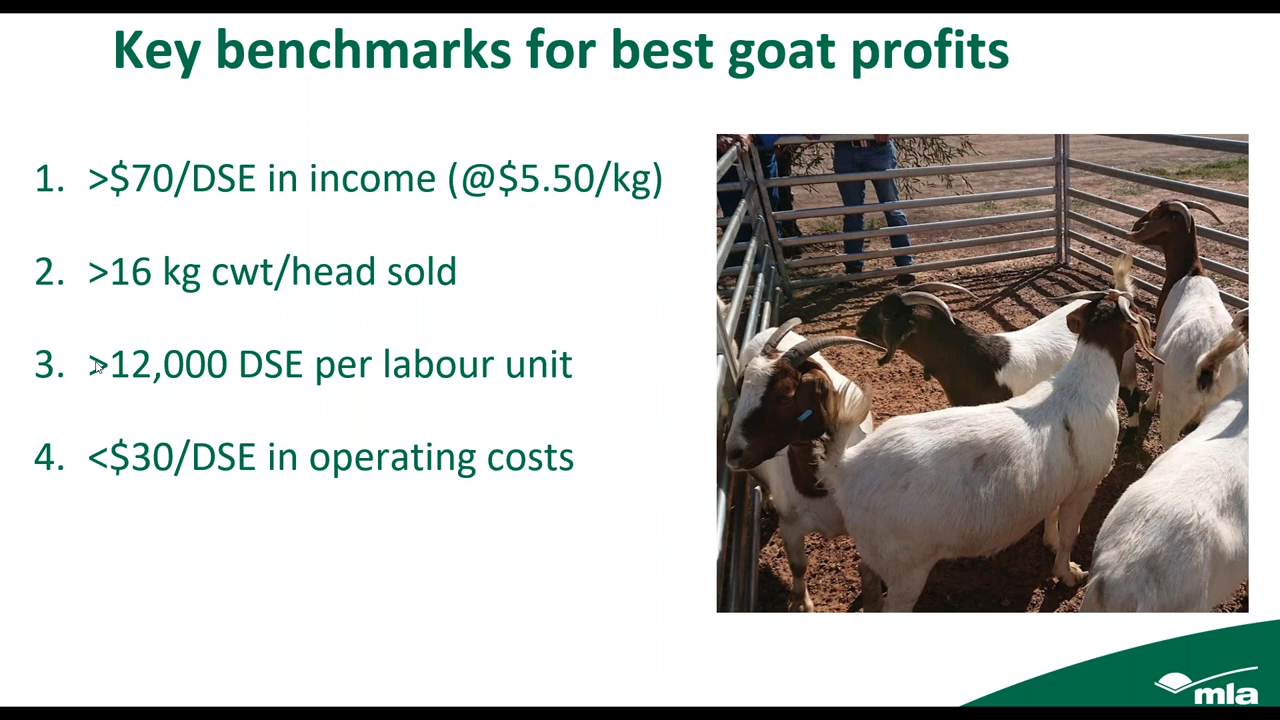 Key benchmarks for best goat profits
1. >$70/DSE in income (@$5.50/kg)
2. >16 kg cwt/head sold
3. >12,000 DSE per labour unit
4. <$30/DSE in operating costs
mla